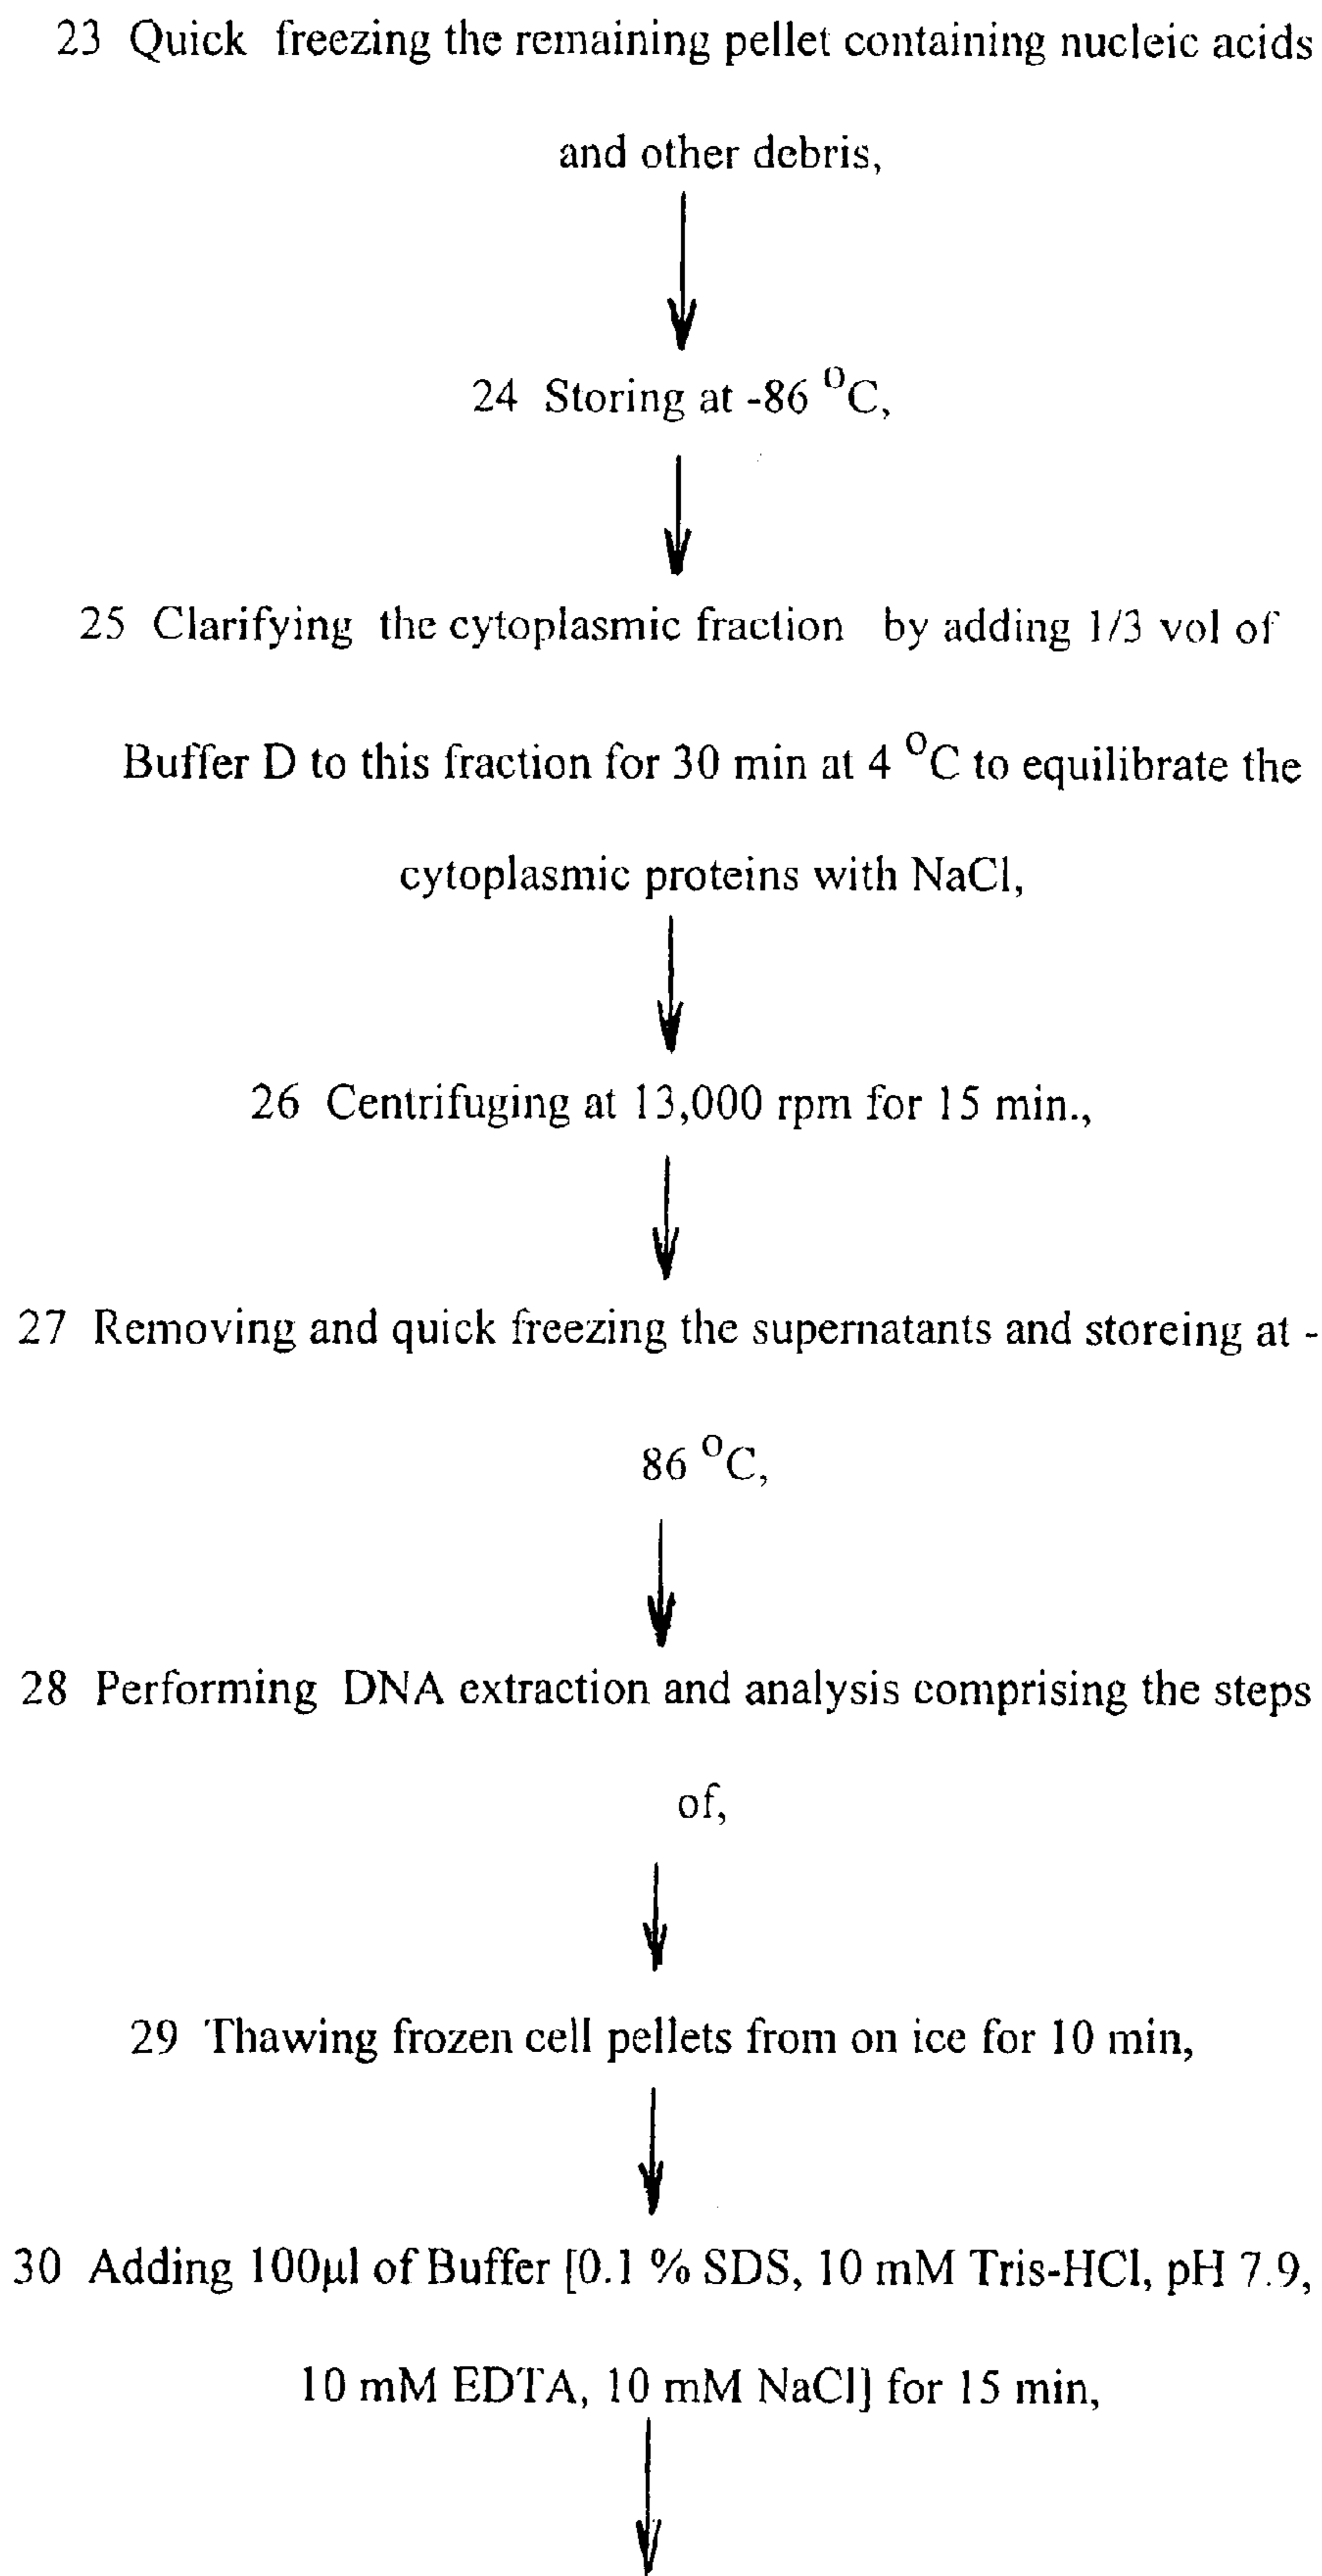 23 Quick freezing the remaining pellet containing nucleic acids
and other debris,
24 Storing at -86 °C,
25 Clarifying the cytoplasmic fraction by adding 1/3 vol of
Buffer D to this fraction for 30 min at 4 °C to equilibrate the
cytoplasmic proteins with NaCl,
26 Centrifuging at 13,000 rpm for 15 min.,
27 Removing and quick freezing the supernatants and storeing at -
86 °C,
28 Performing DNA extraction and analysis comprising the steps
of,
29 Thawing frozen cell pellets from on ice for 10 min,
30 Adding 100µl of Buffer [0.1 % SDS, 10 mM Tris-HCl, pH 7.9,
10 mM EDTA, 10 mM NaCl] for 15 min,